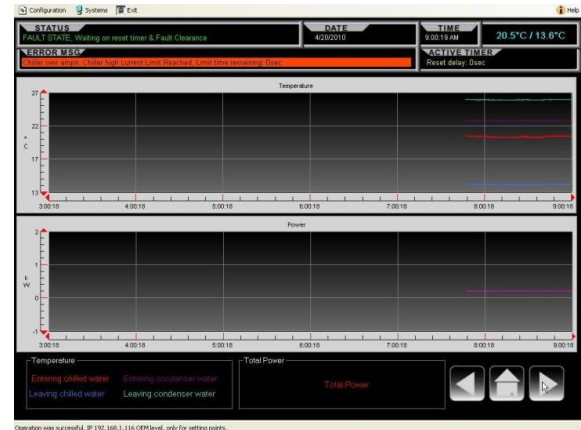 Configuration Systems Exit Help
STATUS
FAULT STATE, Waiting on reset timer & Fault Clearance
DATE
4/20/2010
TIME
9:00:19 AM
20.5°C / 13.6°C
ERROR MSG
Chiller over amps: Chiller high current Limit Reached, Limit time remaining: 0sec
ACTIVE TIMER
Reset delay: 0sec
Temperature
27
22
° C
17
13
3:00:18 4:00:18 5:00:18 6:00:18 7:00:18 8:00:18 9:00:18
Power
2
1
k W
0
-1
3:00:18 4:00:18 5:00:18 6:00:18 7:00:18 8:00:18 9:00:18
Temperature
Entering chilled water Entering condenser water
Leaving chilled water Leaving condenser water
Total Power
Total Power
Operation was successful. IP 192.168.1.116 OEM level, only for setting points.